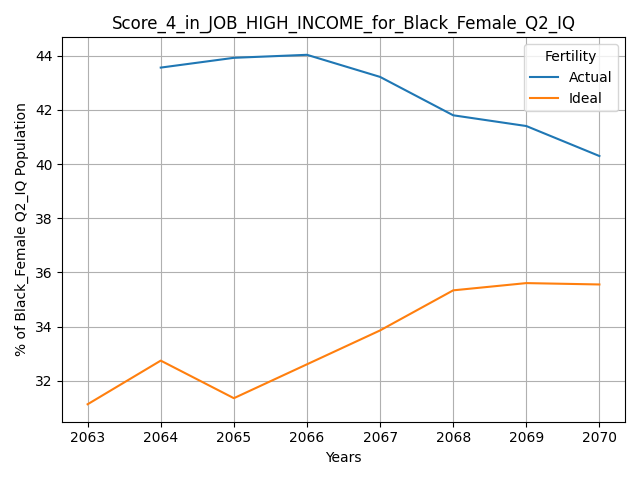 Score_4_in_JOB_HIGH_INCOME_for_Black_Female_Q2_IQ
Fertility
Actual
Ideal
% of Black_Female Q2_IQ Population
44
42
40
38
36
34
32
2063 2064 2065 2066 2067 2068 2069 2070
Years